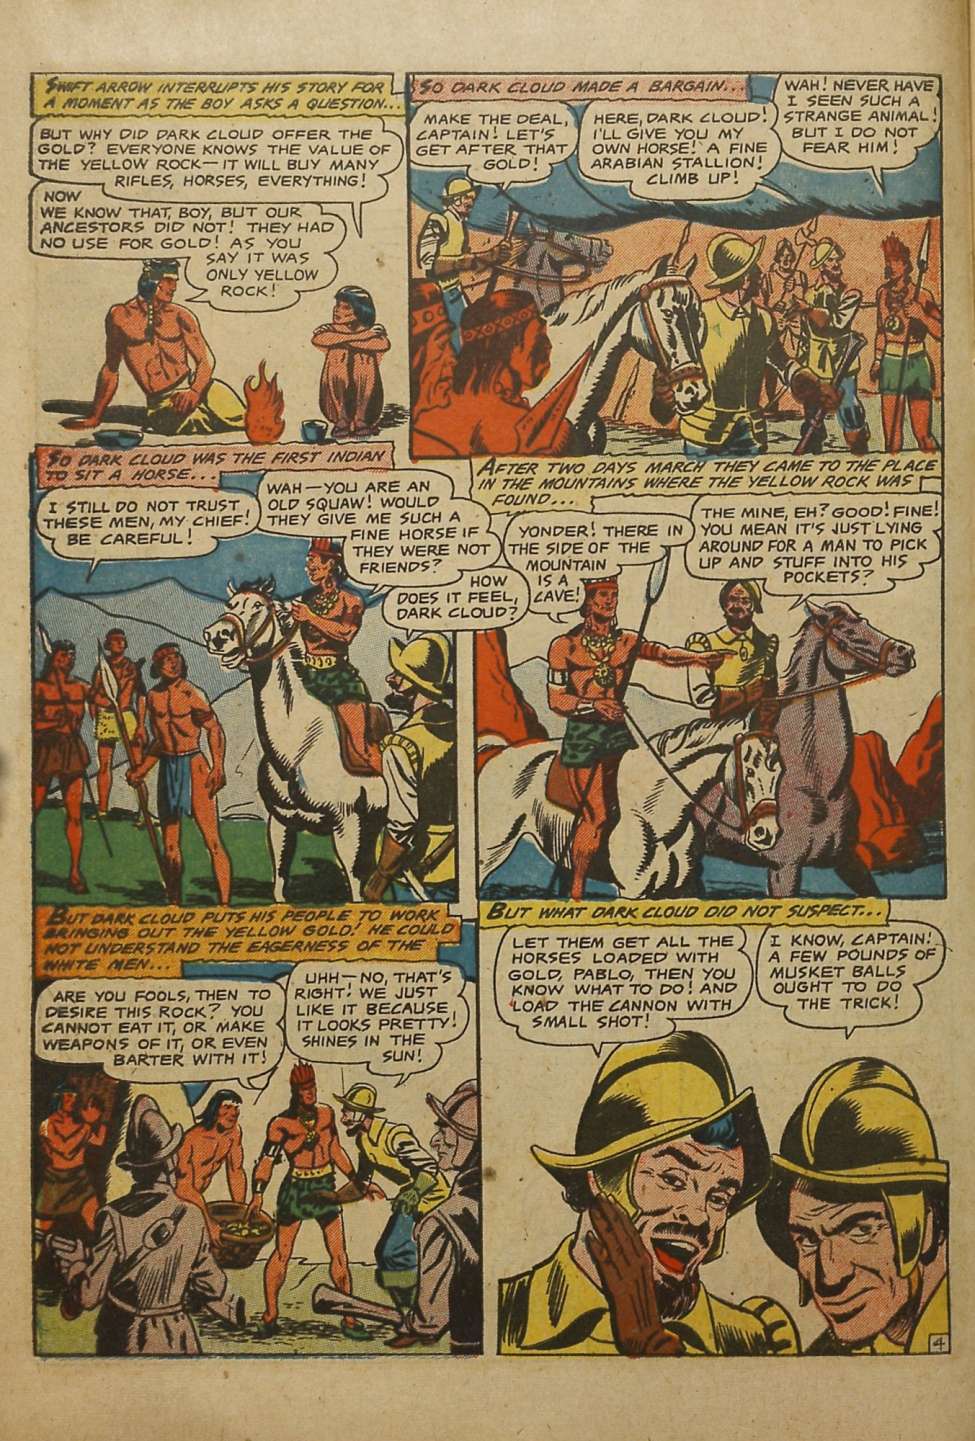 SWIFT ARROW INTERRUPTS HIS STORY FOR
A MOMENT AS THE BOY ASKS A QUESTION...
BUT WHY DID DARK CLOUD OFFER THE
GOLD? EVERYONE KNOWS THE VALUE OF
THE YELLOW ROCK—IT WILL BUY MANY
RIFLES, HORSES, EVERYTHING!
NOW
WE KNOW THAT, BOY, BUT OUR
ANCESTORS DID NOT! THEY HAD
NO USE FOR GOLD! AS YOU
SAY IT WAS
ONLY YELLOW
ROCK!
SO DARK CLOUD MADE A BARGAIN...
MAKE THE DEAL,
CAPTAIN! LET'S
GET AFTER THAT
GOLD!
HERE, DARK CLOUD!
I'LL GIVE YOU MY
OWN HORSE! A FINE
ARABIAN STALLION!
CLIMB UP!
WAH! NEVER HAVE
I SEEN SUCH A
STRANGE ANIMAL!
BUT I DO NOT
FEAR HIM!
SO DARK CLOUD WAS THE FIRST INDIAN
TO SIT A HORSE...
I STILL DO NOT TRUST
THESE MEN, MY CHIEF!
BE CAREFUL!
WAH—YOU ARE AN
OLD SQUAW! WOULD
THEY GIVE ME SUCH A
FINE HORSE IF
THEY WERE NOT
FRIENDS?
HOW
DOES IT FEEL,
DARK CLOUD?
AFTER TWO DAYS MARCH THEY CAME TO THE PLACE
IN THE MOUNTAINS WHERE THE YELLOW ROCK WAS
FOUND....
YONDER! THERE IN
THE SIDE OF THE
MOUNTAIN
IS A
CAVE!
THE MINE, EH? GOOD! FINE!
YOU MEAN IT'S JUST LYING
AROUND FOR A MAN TO PICK
UP AND STUFF INTO HIS
POCKETS?
BUT DARK CLOUD PUTS HIS PEOPLE TO WORK
BRINGING OUT THE YELLOW GOLD! HE COULD
NOT UNDERSTAND THE EAGERNESS OF THE
WHITE MEN...
ARE YOU FOOLS, THEN TO
DESIRE THIS ROCK? YOU
CANNOT EAT IT, OR MAKE
WEAPONS OF IT, OR EVEN
BARTER WITH IT!
UHH—NO, THAT'S
RIGHT! WE JUST
LIKE IT BECAUSE
IT LOOKS PRETTY!
SHINES IN THE
SUN!
BUT WHAT DARK CLOUD DID NOT SUSPECT...
LET THEM GET ALL THE
HORSES LOADED WITH
GOLD, PABLO, THEN YOU
KNOW WHAT TO DO! AND
LOAD THE CANNON WITH
SMALL SHOT!
I KNOW, CAPTAIN!
A FEW POUNDS OF
MUSKET BALLS
OUGHT TO DO
THE TRICK!
4